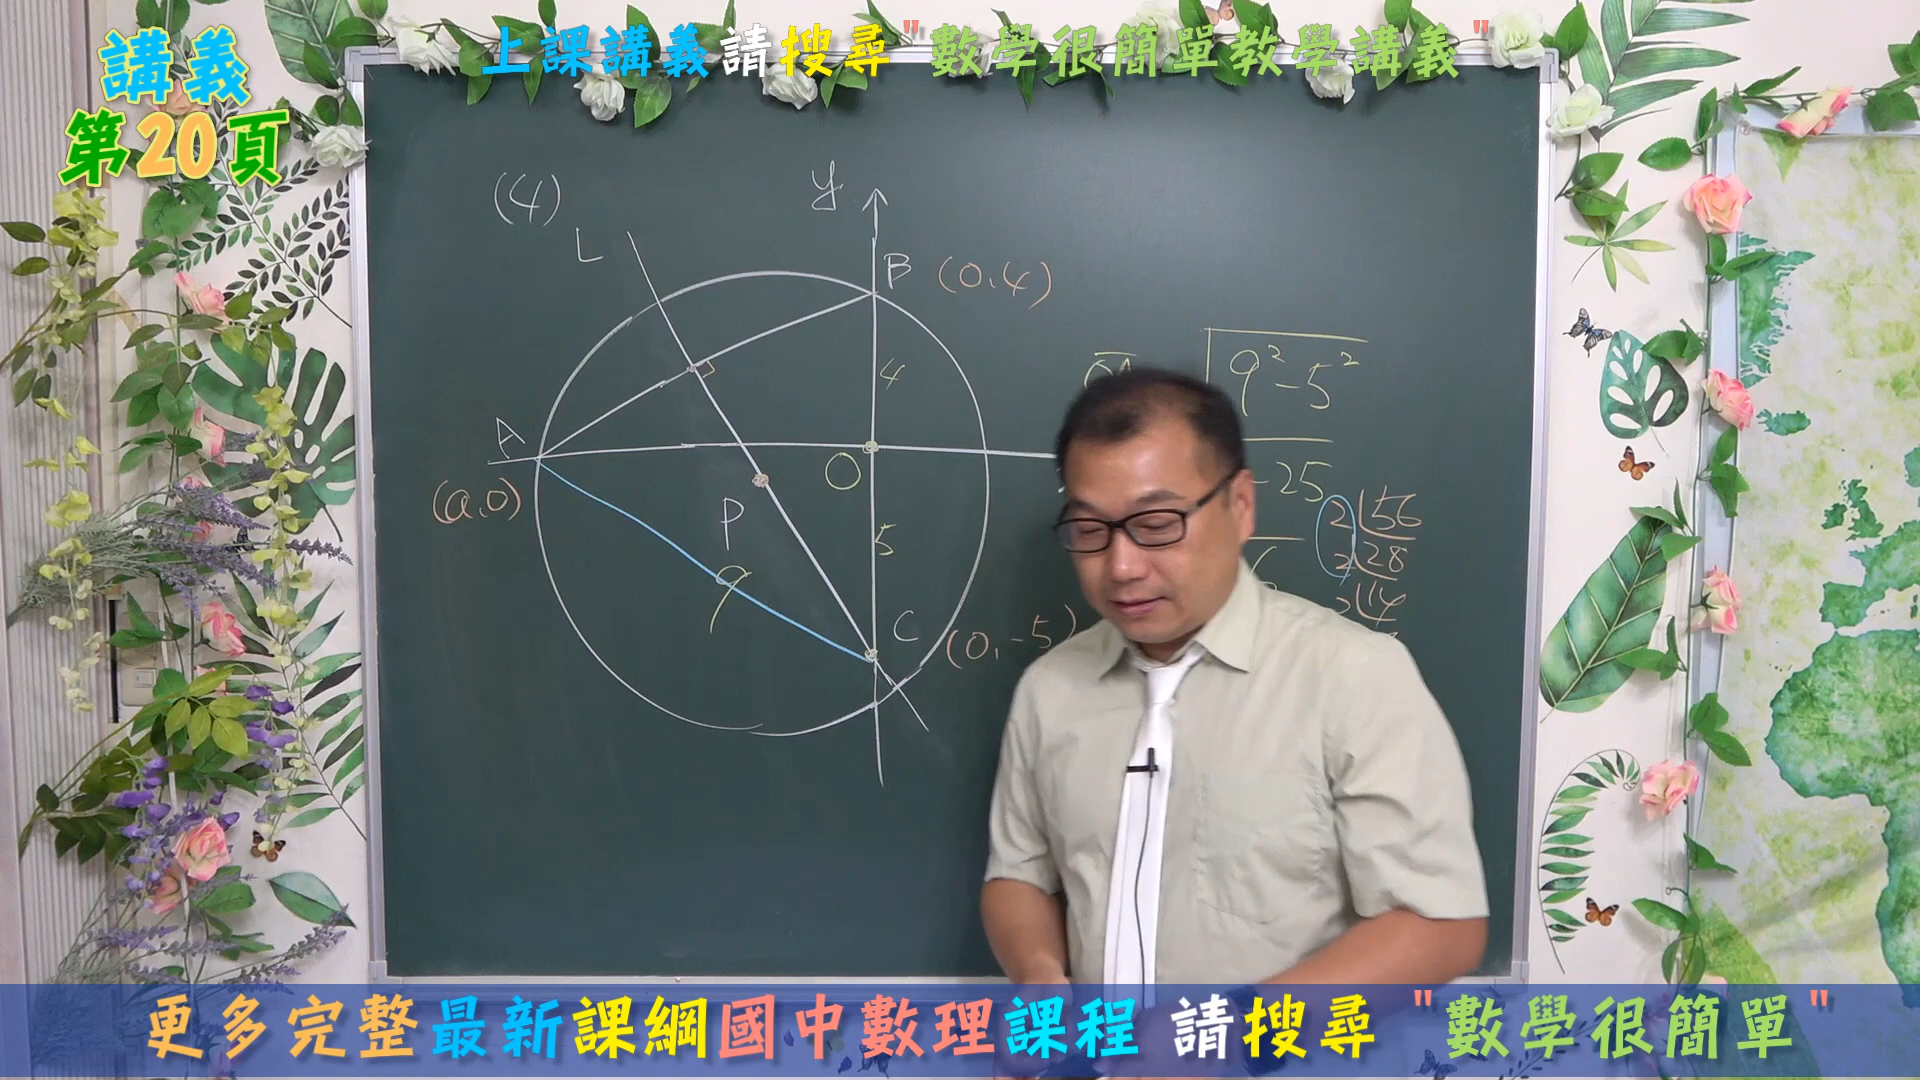 上課講義請搜尋"數學很簡單教學講義"
講義
第20頁
(4)
L
y
B (0,4)
4
A
(a,0)
O
P
9
5
C (0,-5)
9²-5²
-25
2 56
2 28
2 14
更多完整最新課綱國中數理課程 請搜尋 "數學很簡單"